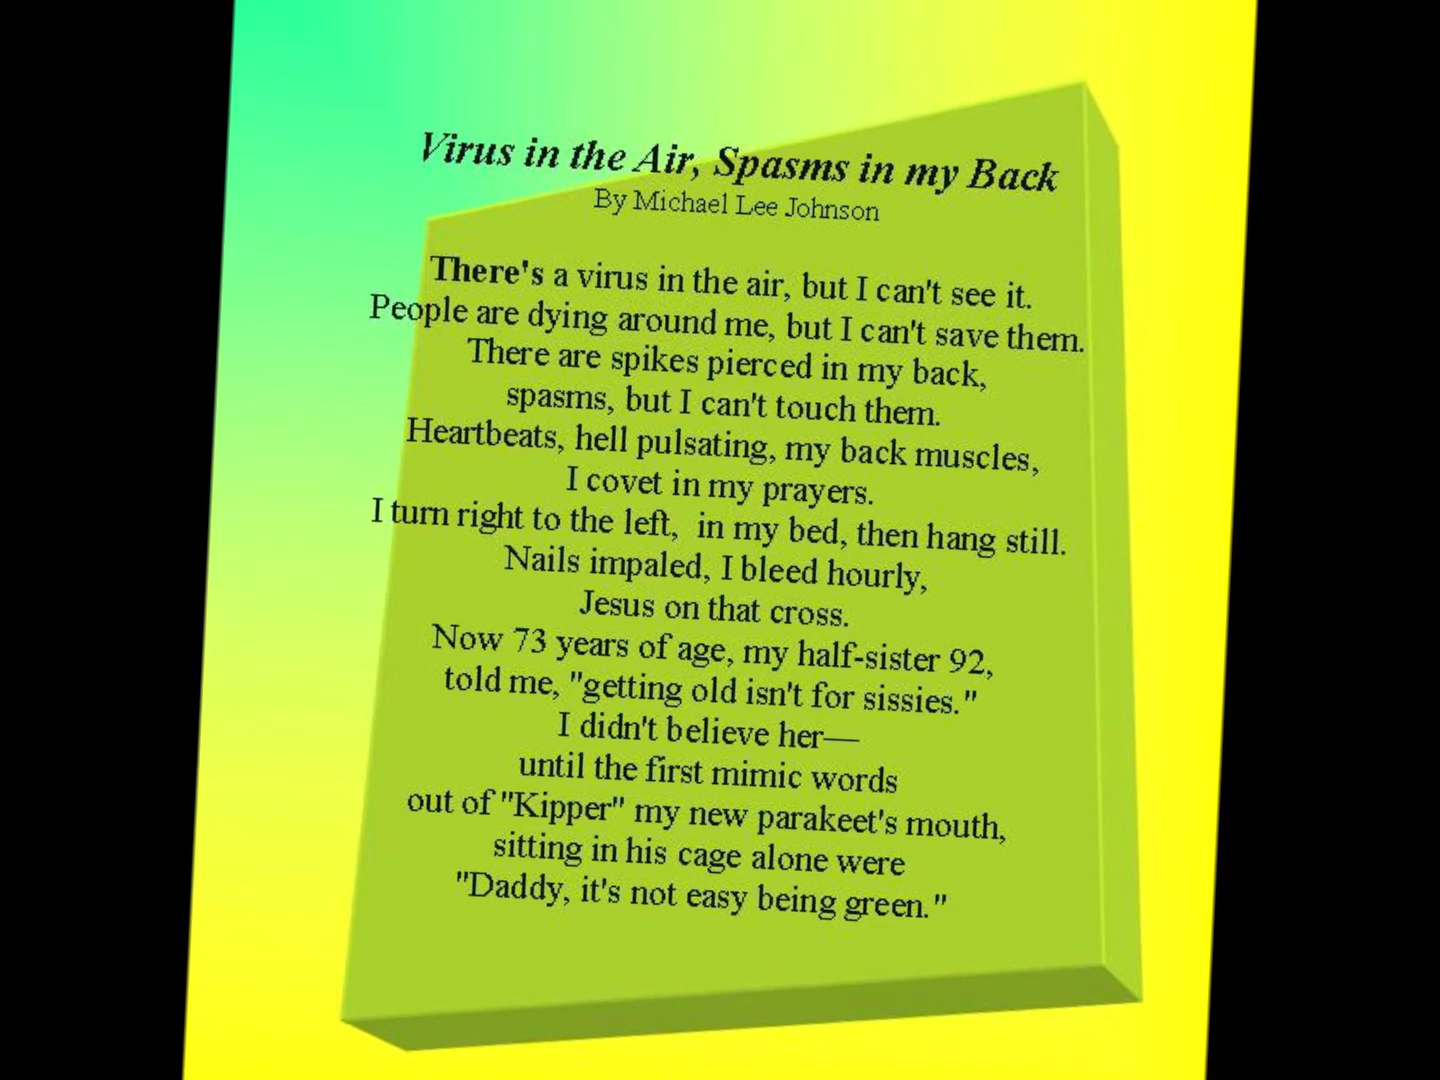 Virus in the Air, Spasms in my Back
By Michael Lee Johnson
There's a virus in the air, but I can't see it.
People are dying around me, but I can't save them.
There are spikes pierced in my back,
spasms, but I can't touch them.
Heartbeats, hell pulsating, my back muscles,
I covet in my prayers.
I turn right to the left,  in my bed, then hang still.
Nails impaled, I bleed hourly,
Jesus on that cross.
Now 73 years of age, my half-sister 92,
told me, "getting old isn't for sissies."
I didn't believe her—
until the first mimic words
out of "Kipper" my new parakeet's mouth,
sitting in his cage alone were
"Daddy, it's not easy being green."